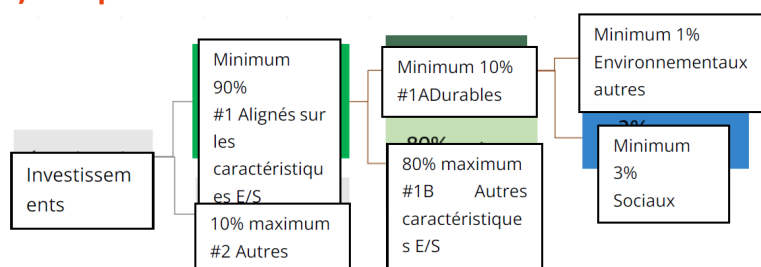 Investissem
ents
Minimum
90%
#1 Alignés sur
les
caractéristiqu
es E/S
10% maximum
#2 Autres
Minimum 10%
#1ADurables
80% maximum
#1B Autres
caractéristique
s E/S
Minimum 1%
Environnementaux
autres
Minimum
3%
Sociaux